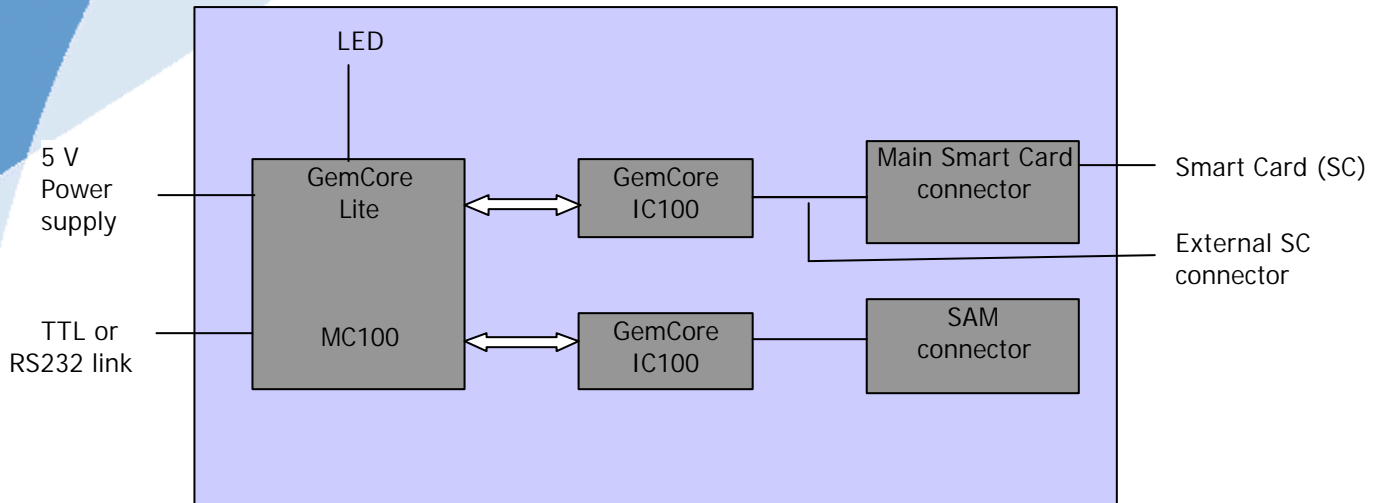 LED
5 V
Power
supply
TTL or
RS232 link
GemCore
Lite
MC100
GemCore
IC100
GemCore
IC100
Main Smart Card
connector
SAM
connector
Smart Card (SC)
External SC
connector